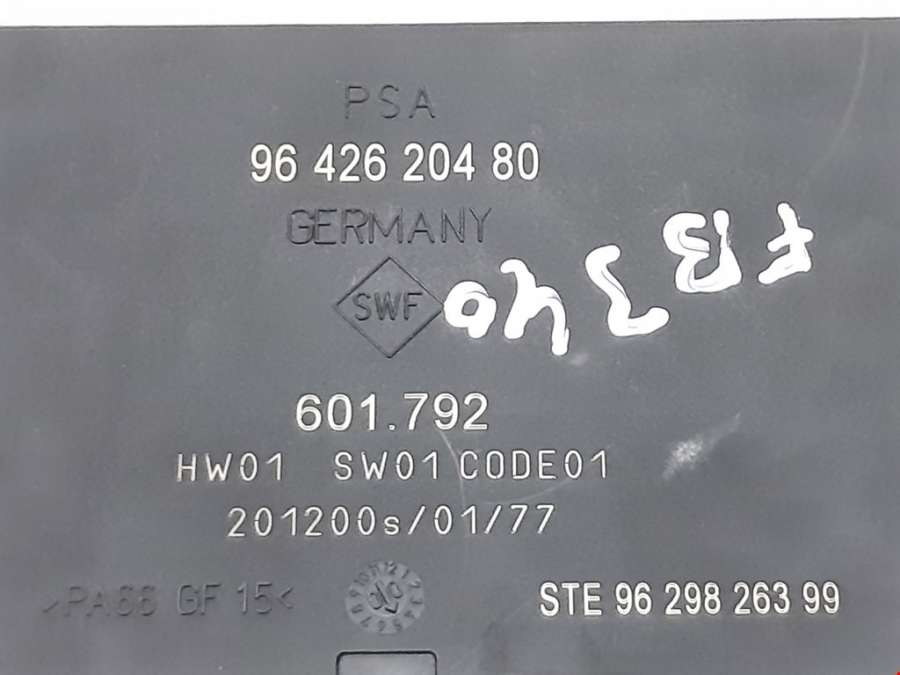 PSA
96 426 204 80
GERMANY
SWF
601.792
HW01 SW01 CODE01
201200s/01/77
>PA66 GF 15<
STE 96 298 263 99